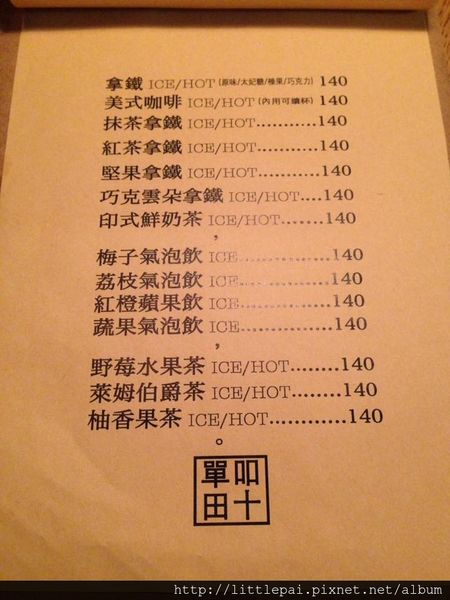 拿鐵 ICE/HOT (原味/太妃糖/榛果/巧克力) 140
美式咖啡 ICE/HOT (內用可續杯) 140
抹茶拿鐵 ICE/HOT...........140
紅茶拿鐵 ICE/HOT............140
堅果拿鐵 ICE/HOT............140
巧克雲朵拿鐵 ICE/HOT....140
印式鮮奶茶 ICE/HOT.......140
,
梅子氣泡飲 ICE...............140
荔枝氣泡飲 ICE...............140
紅橙蘋果飲 ICE...............140
蔬果氣泡飲 ICE...............140
,
野莓水果茶 ICE/HOT........140
萊姆伯爵茶 ICE/HOT........140
柚香果茶 ICE/HOT............140
。
單叩
田十
http://littlepai.pixnet.net/album